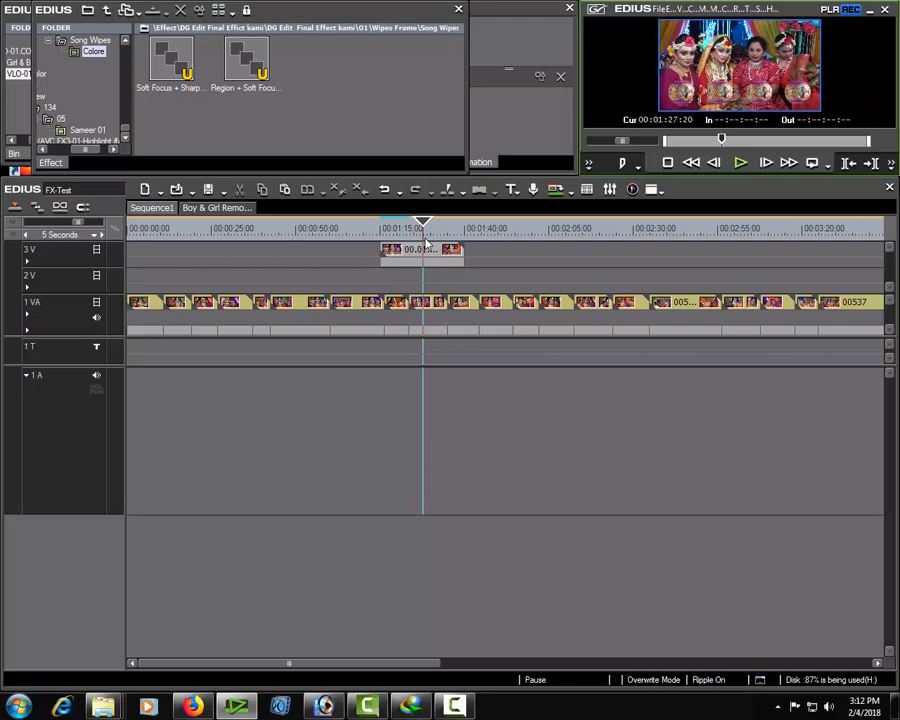 EDIUS
EDIUS
FOLDER
Song Wipes
Colore
134
05
Sameer 01
Effect
Bin
\Effect\DG Edit Final Effect kami\DG Edit Final Effect kami\01\Wipes Frame\Song Wipes
Soft Focus + Sharp...
Region + Soft Focu...
EDIUS
PLR REC
Cur 00:01:27:20 In --:--:--:-- Out --:--:--:--
EDIUS FX-Test
Sequence1
Boy & Girl Remo...
5 Seconds
00:00:00;00
00:00:25;00
00:00:50;00
00:01:15;00
00:01:40;00
00:02:05;00
00:02:30;00
00:02:55;00
00:03:20;00
3 V
2 V
1 VA
005...
00537
1 T
T
1 A
Pause
Overwrite Mode
Ripple On
Disk :87% is being used(H:)
3:12 PM
2/4/2018